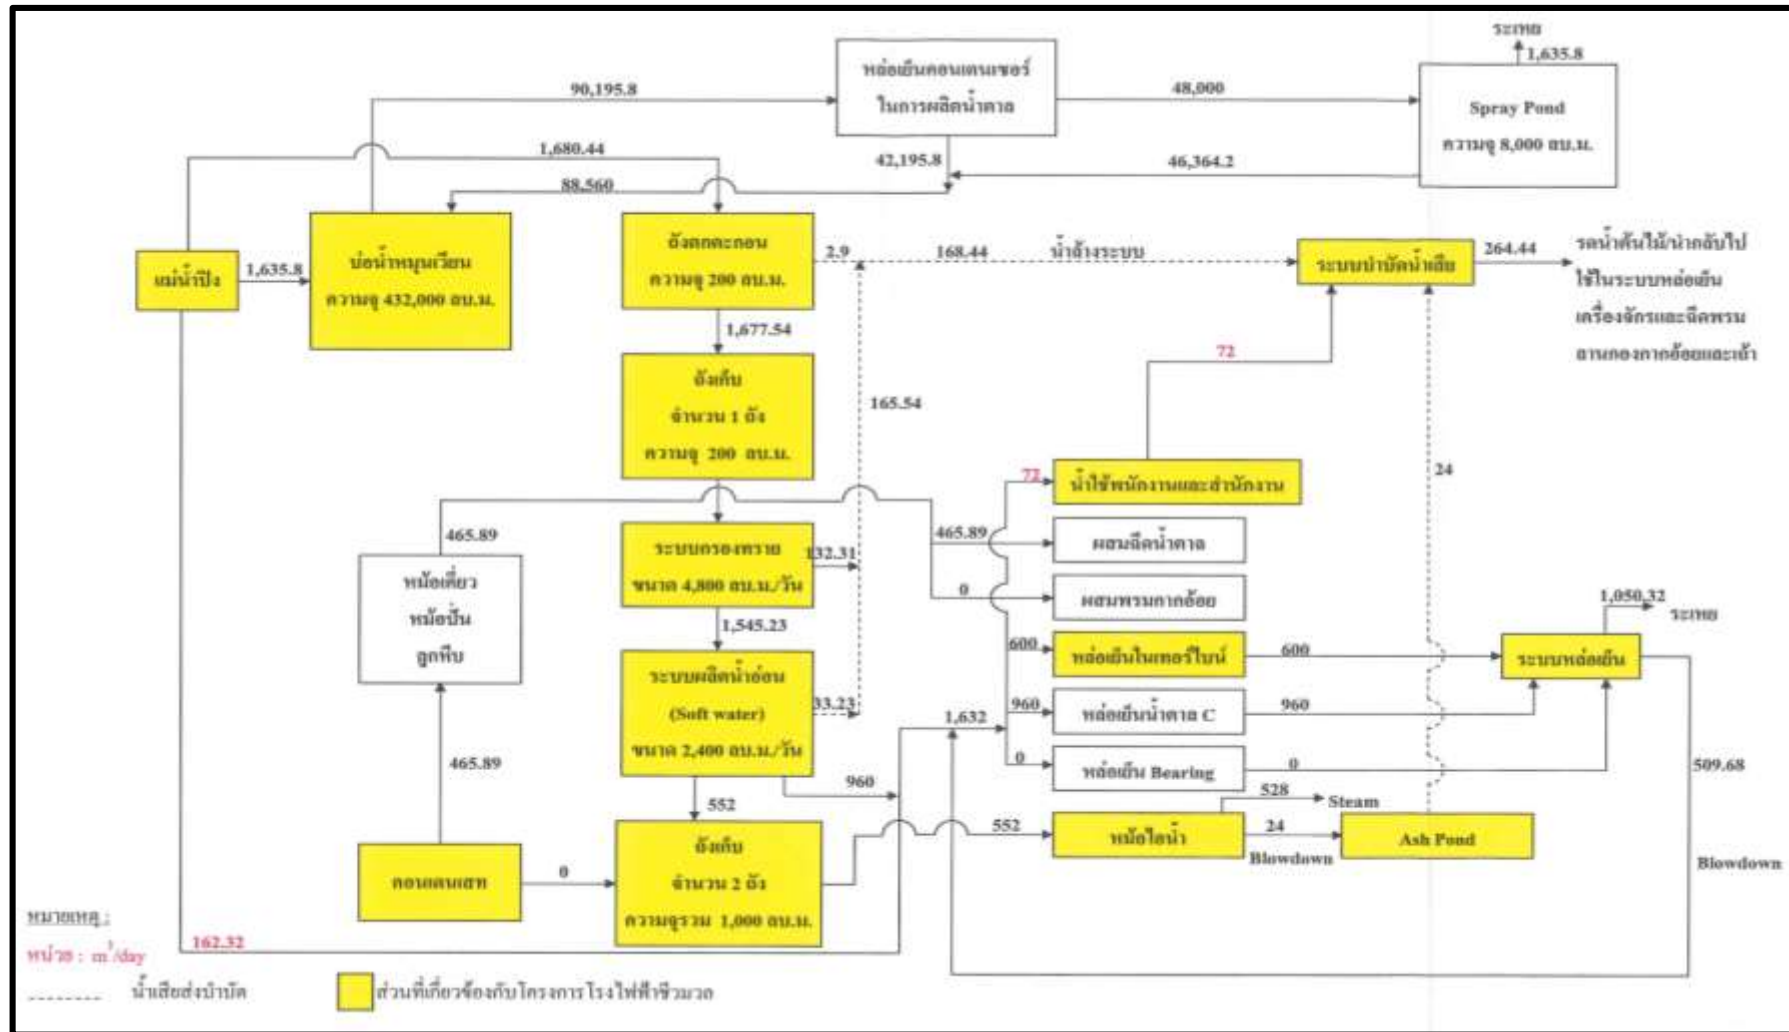 ระเหย
1,635.8
90,195.8
หล่อเย็นคอนเดนเซอร์
ในการผลิตน้ำตาล
48,000
Spray Pond
ความจุ 8,000 ลบ.ม.
1,680.44
42,195.8
46,364.2
88,560
แม่น้ำปิง
1,635.8
บ่อน้ำหมุนเวียน
ความจุ 432,000 ลบ.ม.
ถังตกตะกอน
ความจุ 200 ลบ.ม.
2.9
168.44
น้ำล้างระบบ
ระบบบำบัดน้ำเสีย
264.44
รดน้ำต้นไม้/นำกลับไป
ใช้ในระบบหล่อเย็น
เครื่องจักรและฉีดพรม
ลานกองกากอ้อยและเถ้า
1,677.54
72
ถังเก็บ
จำนวน 1 ถัง
ความจุ 200 ลบ.ม.
165.54
24
72
น้ำใช้พนักงานและสำนักงาน
465.89
465.89
ผสมฉีดน้ำตาล
หม้อเคี่ยว
หม้อปั่น
ลูกหีบ
ระบบกรองทราย
ขนาด 4,800 ลบ.ม./วัน
132.31
0
ผสมพรมกากอ้อย
1,050.32
ระเหย
1,545.23
600
หล่อเย็นในเทอร์ไบน์
600
ระบบหล่อเย็น
ระบบผลิตน้ำอ่อน
(Soft water)
ขนาด 2,400 ลบ.ม./วัน
33.23
1,632
960
หล่อเย็นน้ำตาล C
960
465.89
960
0
หล่อเย็น Bearing
0
509.68
552
528
Steam
ถังเก็บ
จำนวน 2 ถัง
ความจุรวม 1,000 ลบ.ม.
552
หม้อไอน้ำ
24
Blowdown
Ash Pond
Blowdown
คอนเดนเสท
0
หมายเหตุ :
162.32
หน่วย : m³/day
น้ำเสียส่งบำบัด
ส่วนที่เกี่ยวข้องกับโครงการโรงไฟฟ้าชีวมวล